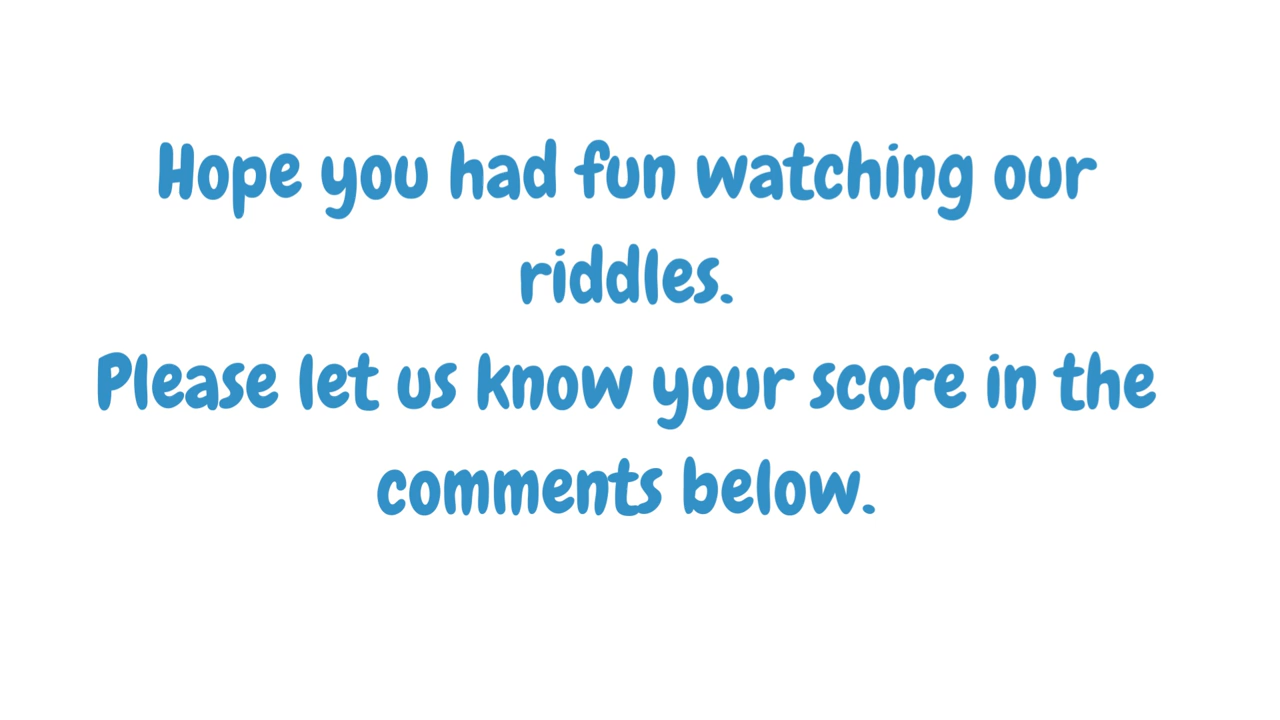 Hope you had fun watching our
riddles.
Please let us know your score in the
comments below.